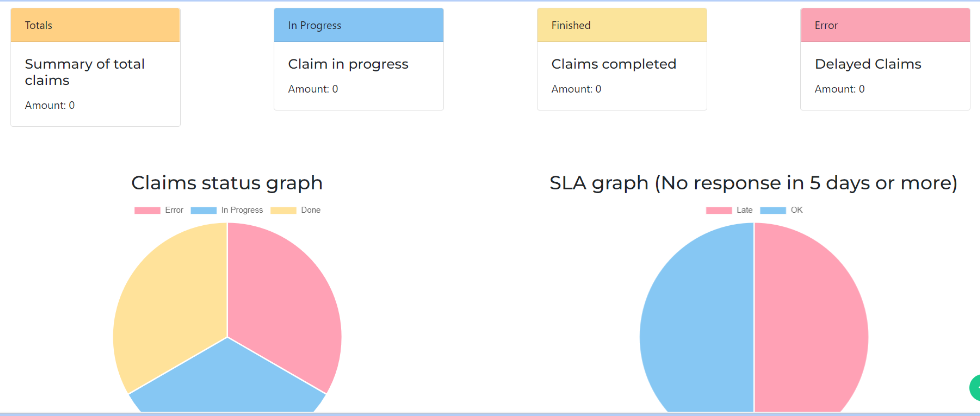 Totals
Summary of total
claims
Amount: 0
In Progress
Claim in progress
Amount: 0
Finished
Claims completed
Amount: 0
Error
Delayed Claims
Amount: 0
Claims status graph
Error In Progress Done
SLA graph (No response in 5 days or more)
Late OK